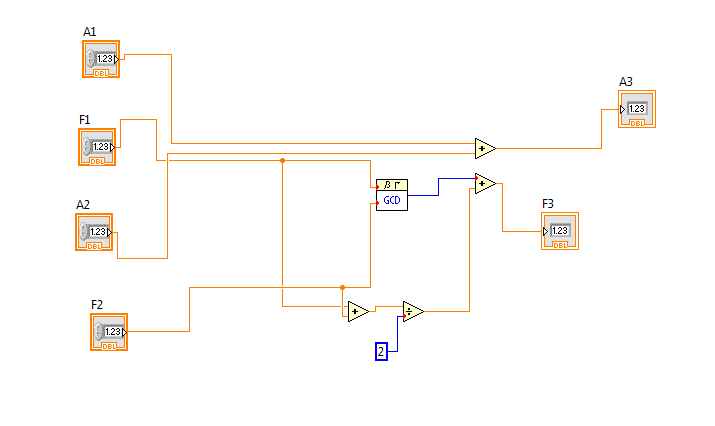 A1
1.23
DBL
A3
1.23
DBL
F1
1.23
DBL
+
β Γ
GCD
+
A2
1.23
DBL
F3
1.23
DBL
F2
1.23
DBL
+
÷
2